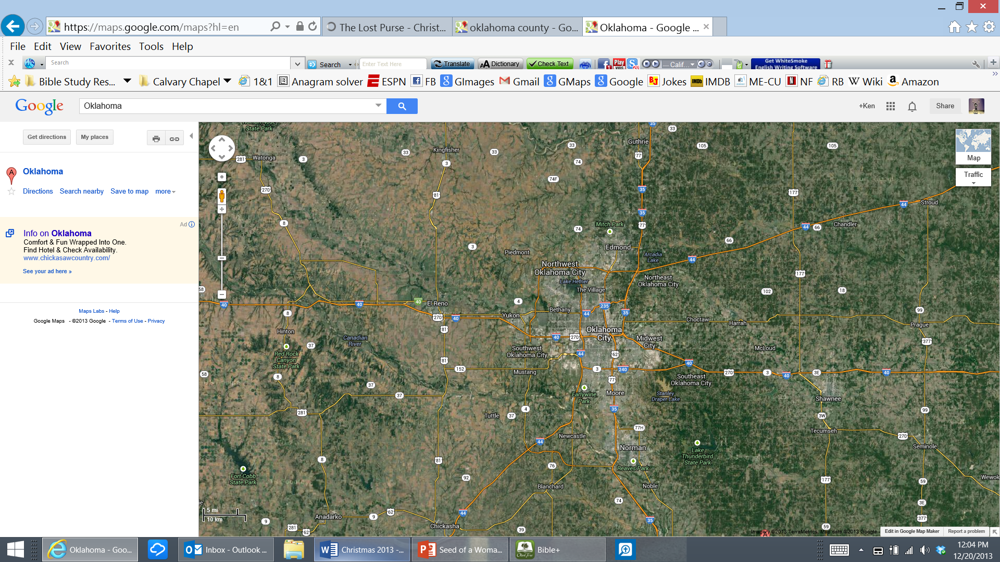 https://maps.google.com/maps?hl=en
The Lost Purse - Christ...
oklahoma county - Go...
Oklahoma - Google ...
File Edit View Favorites Tools Help
Search
Search
Enter Text Here
Translate
Dictionary
Check Text
Play
Calif...
Get WhiteSmoke
English Writing Software
Bible Study Res...
Calvary Chapel
1&1
Anagram solver
ESPN
FB
GImages
Gmail
GMaps
Google
Jokes
IMDB
ME-CU
NF
RB
Wiki
Amazon
Google
Oklahoma
+Ken
Share
Get directions
My places
A
Oklahoma
Directions Search nearby Save to map more
Ad
Info on Oklahoma
Comfort & Fun Wrapped Into One.
Find Hotel & Check Availability.
www.chickasawcountry.com/
See your ad here »
Maps Labs - Help
Google Maps - ©2013 Google - Terms of Use - Privacy
Map
Traffic
State Park
Watonga
Kingfisher
Guthrie
Stroud
Chandler
Mitch Park
Edmond
Arcadia
Lake
Piedmont
Northwest
Oklahoma City
Lake Hefner
The Village
Northeast
Oklahoma City
El Reno
Bethany
Yukon
Choctaw
Harrah
Prague
Hinton
Canadian
River
Oklahoma
City
Midwest
City
McLoud
Red Rock
Canyon
State Park
Southwest
Oklahoma City
Mustang
Southeast
Oklahoma City
Earlywine
Park
Moore
Stanley
Draper Lake
Shawnee
Tuttle
Newcastle
Tecumseh
Norman
Lake
Thunderbird
State Park
Seminole
Reaves Park
Fort Cobb
State Park
Blanchard
Noble
Wewok
Anadarko
Chickasha
5 mi
10 km
35
33
105
105
281
3
33
3
33
33
74
77
74F
270
81
35
177
44
35
8
74
77
44
66
3
66
44
177
58
40
40
40
4
102
18
235
8
270
40
44
35
99
81
37
40
270
377
81
44
62
40
58
8
152
3
240
270
3
40
3E
40
37
37
77
281
4
37
35
3W
99
77H
270
44
8
81
76
92
177
59
74
3E
62
9
9
44
35
377
281
62
39
59
Imagery ©2013 TerraMetrics, Map data ©2013 Google -
Edit in Google Map Maker
Report a problem
Oklahoma - Goo...
Inbox - Outlook ...
Christmas 2013 -...
Seed of a Woma...
Bible+
12:04 PM
12/20/2013